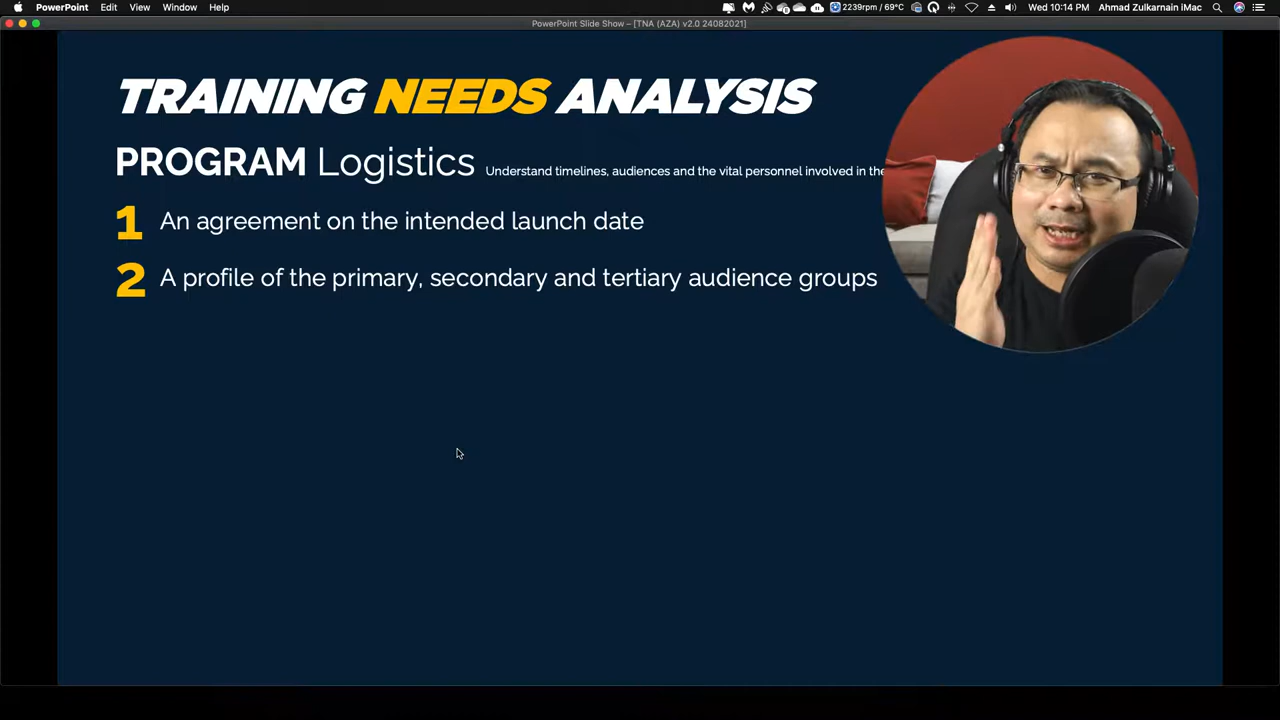 PowerPoint Edit View Window Help 2239rpm / 69°C Wed 10:14 PM Ahmad Zulkarnain iMac
PowerPoint Slide Show – [TNA (AZA) v2.0 24082021]
TRAINING NEEDS ANALYSIS
PROGRAM Logistics Understand timelines, audiences and the vital personnel involved in the
1 An agreement on the intended launch date
2 A profile of the primary, secondary and tertiary audience groups